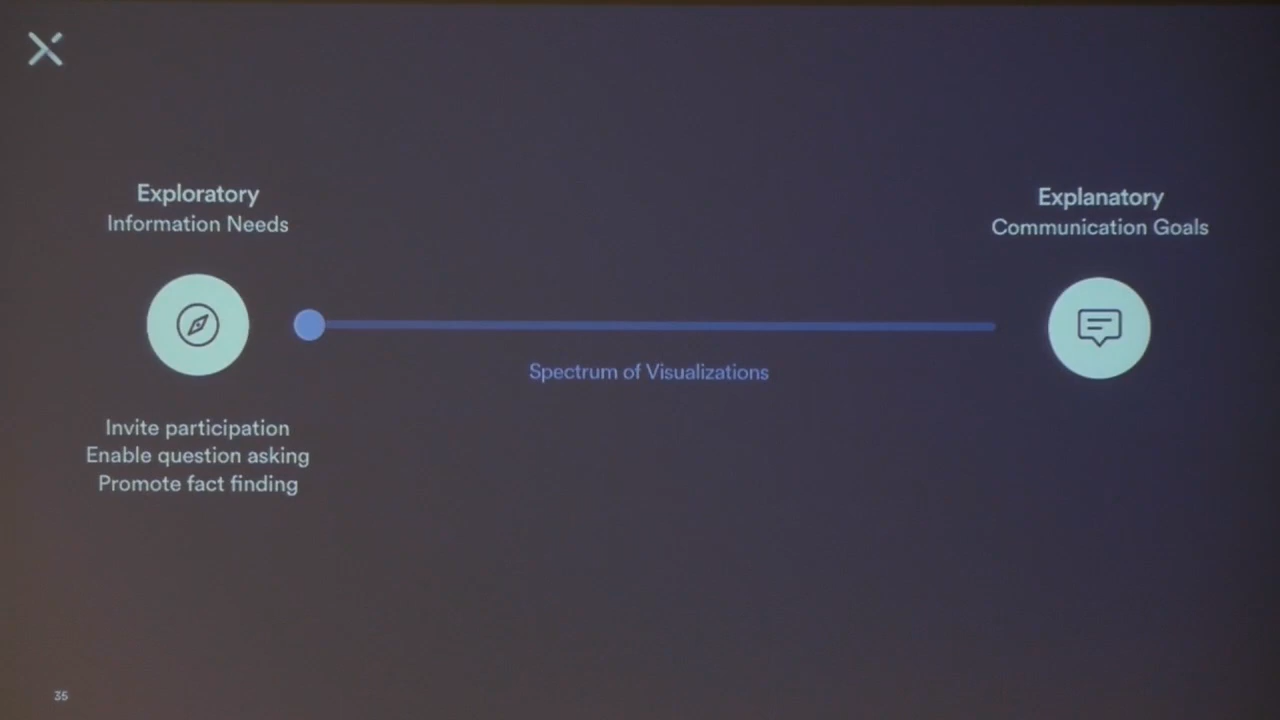 Exploratory
Information Needs
Explanatory
Communication Goals
Spectrum of Visualizations
Invite participation
Enable question asking
Promote fact finding
35